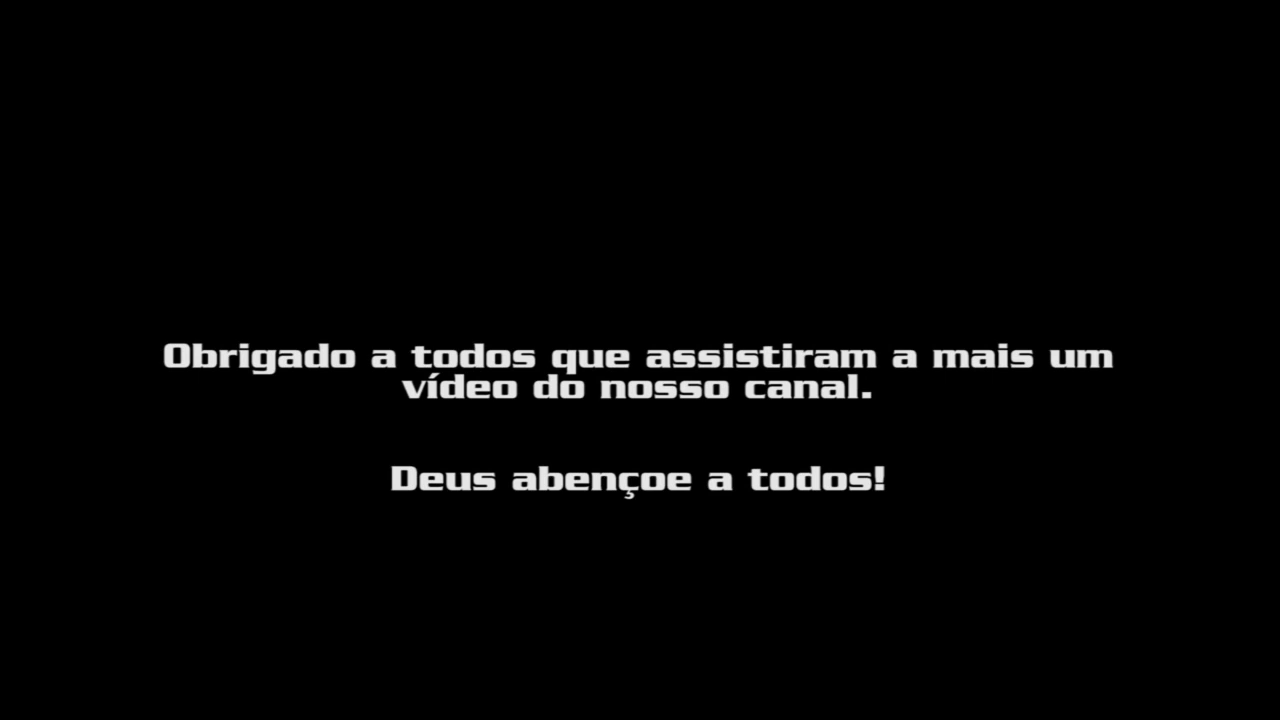 Obrigado a todos que assistiram a mais um
vídeo do nosso canal.
Deus abençoe a todos!